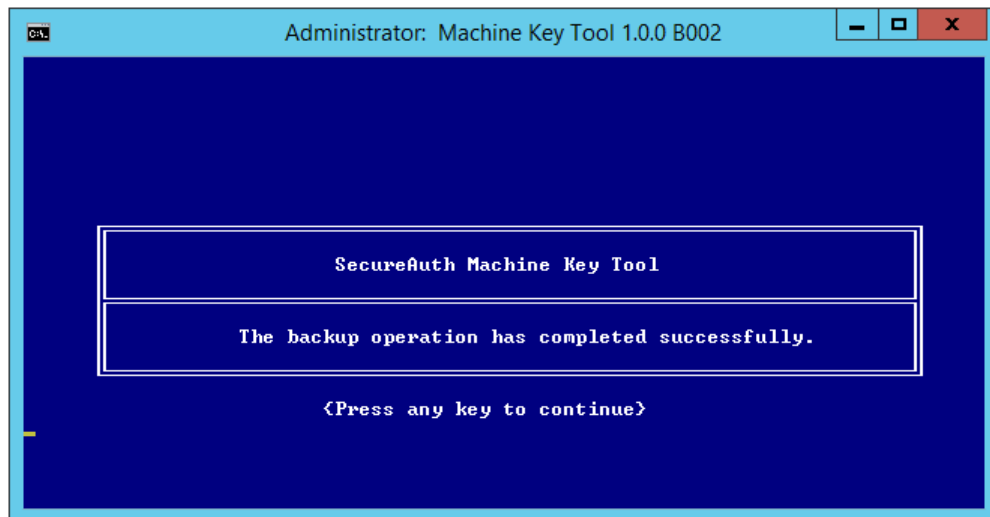 Administrator: Machine Key Tool 1.0.0 B002
SecureAuth Machine Key Tool
The backup operation has completed successfully.
{Press any key to continue}